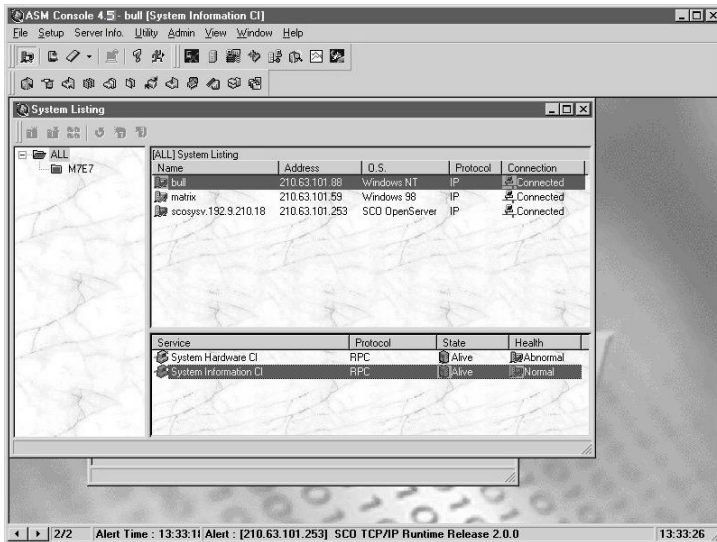 ASM Console 4.5 - bull [System Information CI]
File Setup Server Info. Utility Admin View Window Help
System Listing
ALL
M7E7
[ALL] System Listing
Name Address O.S. Protocol Connection
bull 210.63.101.88 Windows NT IP Connected
matrix 210.63.101.59 Windows 98 IP Connected
scosysv.192.9.210.18 210.63.101.253 SCO OpenServer IP Connected
Service Protocol State Health
System Hardware CI RPC Alive Abnormal
System Information CI RPC Alive Normal
2/2 Alert Time : 13:33:18 Alert : [210.63.101.253] SCO TCP/IP Runtime Release 2.0.0 13:33:26